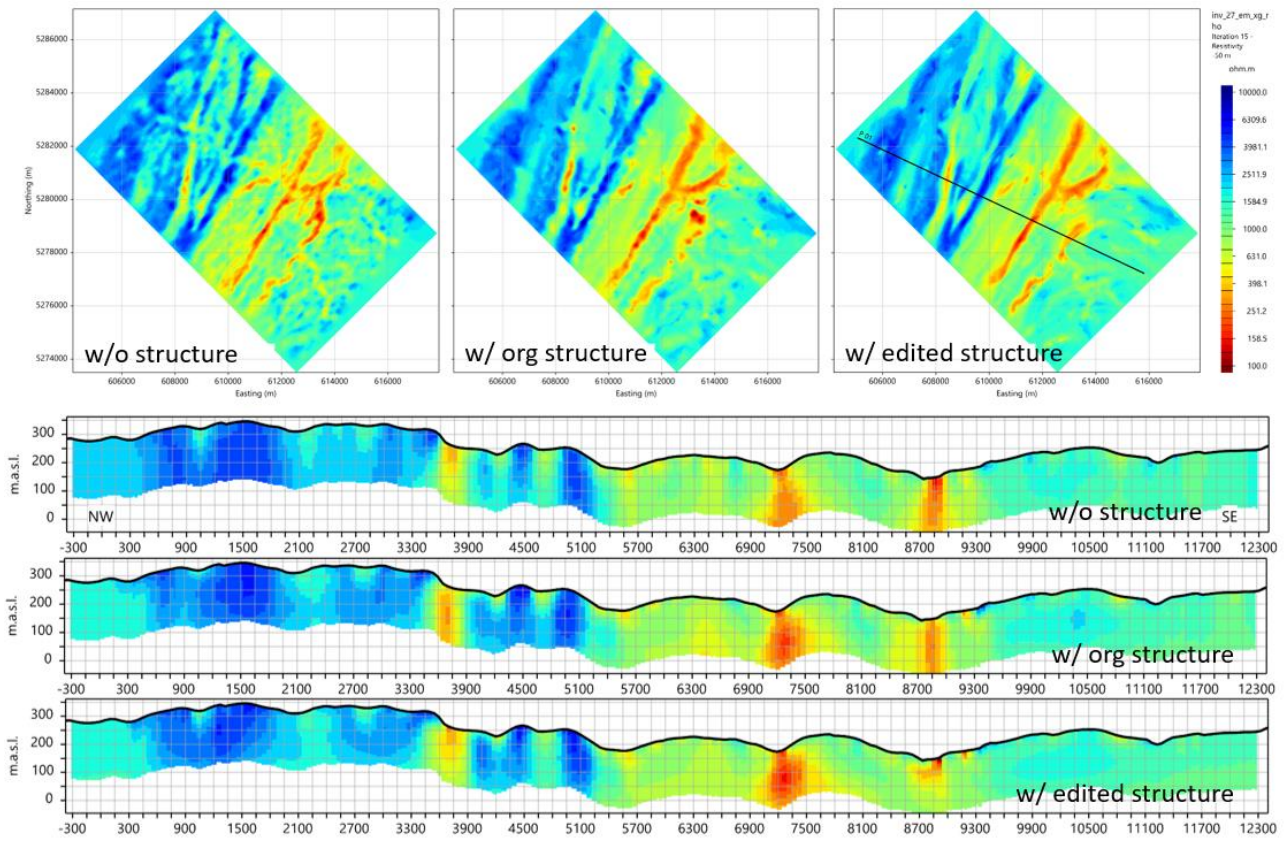 inv_27_em_xg_r
ho
Iteration 15 -
Resistivity
-50 m
ohm.m
10000.0
6309.6
3981.1
2511.9
1584.9
1000.0
631.0
398.1
251.2
158.5
100.0
Northing (m)
5286000
5284000
5282000
5280000
5278000
5276000
5274000
P 01
w/o structure
w/ org structure
w/ edited structure
606000 608000 610000 612000 614000 616000
606000 608000 610000 612000 614000 616000
606000 608000 610000 612000 614000 616000
Easting (m)
Easting (m)
Easting (m)
m.a.s.l.
300
200
100
0
NW
w/o structure SE
-300 300 900 1500 2100 2700 3300 3900 4500 5100 5700 6300 6900 7500 8100 8700 9300 9900 10500 11100 11700 12300
m.a.s.l.
300
200
100
0
w/ org structure
-300 300 900 1500 2100 2700 3300 3900 4500 5100 5700 6300 6900 7500 8100 8700 9300 9900 10500 11100 11700 12300
m.a.s.l.
300
200
100
0
w/ edited structure
-300 300 900 1500 2100 2700 3300 3900 4500 5100 5700 6300 6900 7500 8100 8700 9300 9900 10500 11100 11700 12300